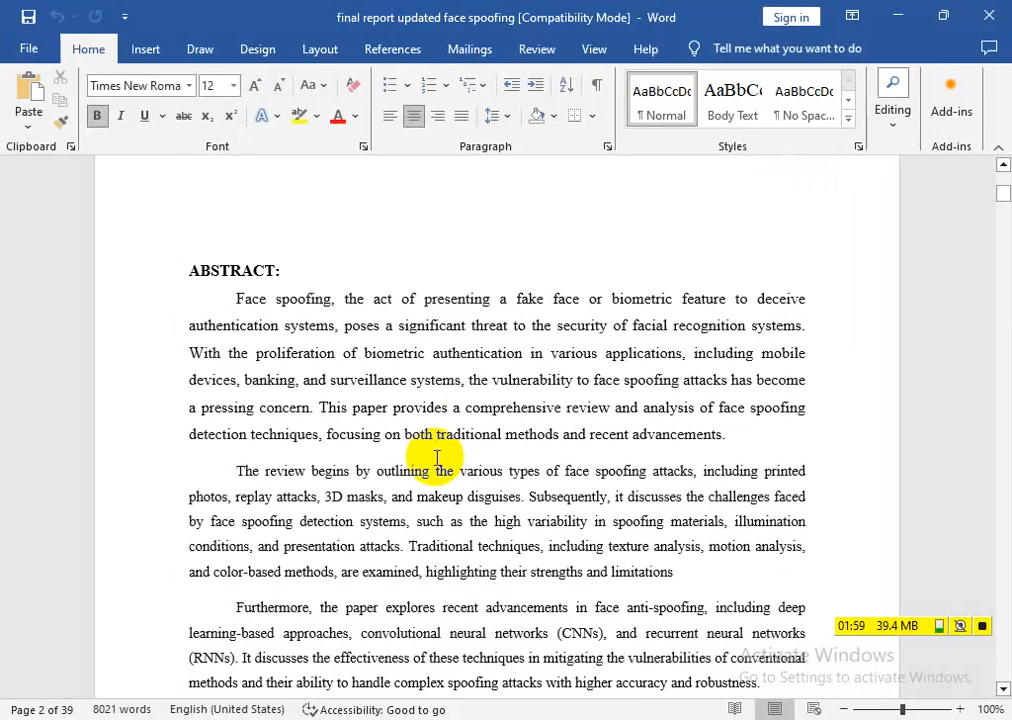 final report updated face spoofing [Compatibility Mode] - Word
Sign in
File Home Insert Draw Design Layout References Mailings Review View Help Tell me what you want to do
Times New Roma 12 A A Aa A
Paste
B I U abc x₂ x² A A
AaBbCcDc AaBbCc AaBbCcDc
¶ Normal Body Text ¶ No Spac...
Editing
Add-ins
Clipboard Font Paragraph Styles Add-ins
ABSTRACT:
Face spoofing, the act of presenting a fake face or biometric feature to deceive
authentication systems, poses a significant threat to the security of facial recognition systems.
With the proliferation of biometric authentication in various applications, including mobile
devices, banking, and surveillance systems, the vulnerability to face spoofing attacks has become
a pressing concern. This paper provides a comprehensive review and analysis of face spoofing
detection techniques, focusing on both traditional methods and recent advancements.
The review begins by outlining the various types of face spoofing attacks, including printed
photos, replay attacks, 3D masks, and makeup disguises. Subsequently, it discusses the challenges faced
by face spoofing detection systems, such as the high variability in spoofing materials, illumination
conditions, and presentation attacks. Traditional techniques, including texture analysis, motion analysis,
and color-based methods, are examined, highlighting their strengths and limitations
Furthermore, the paper explores recent advancements in face anti-spoofing, including deep
learning-based approaches, convolutional neural networks (CNNs), and recurrent neural networks
(RNNs). It discusses the effectiveness of these techniques in mitigating the vulnerabilities of conventional
methods and their ability to handle complex spoofing attacks with higher accuracy and robustness.
01:59 39.4 MB
Activate Windows
Go to Settings to activate Windows.
Page 2 of 39 8021 words English (United States) Accessibility: Good to go 100%